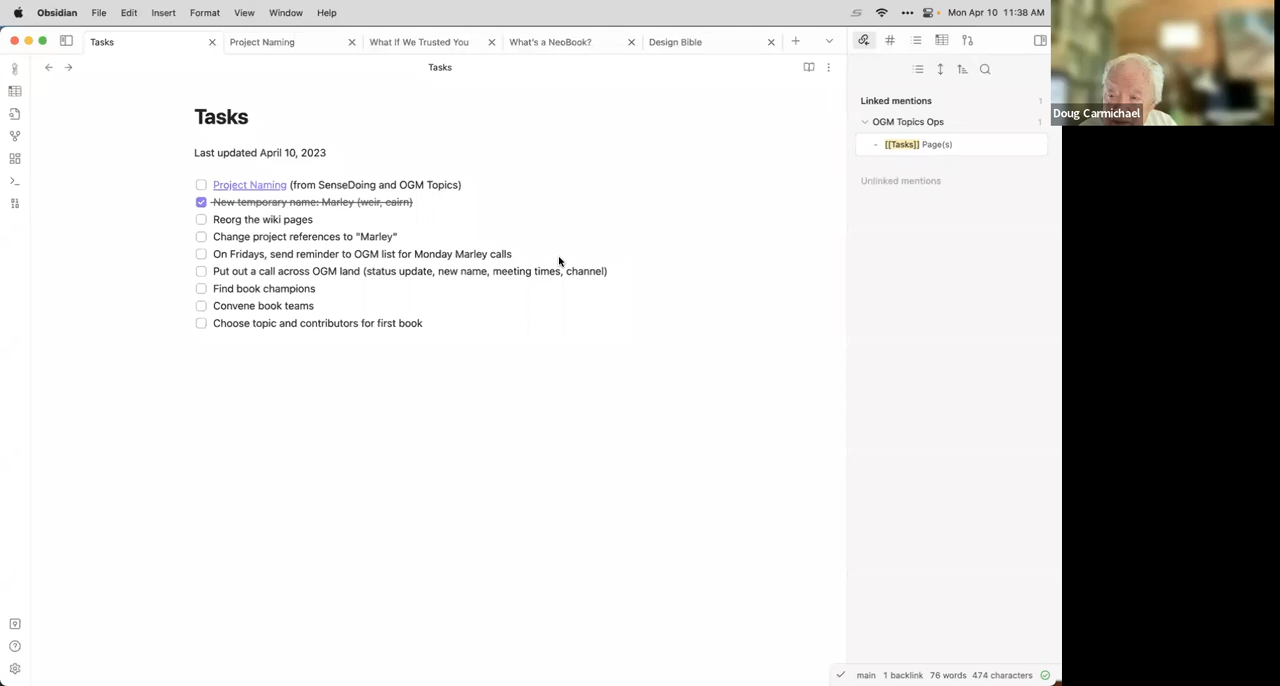 Obsidian File Edit Insert Format View Window Help Mon Apr 10 11:38 AM
Tasks Project Naming What If We Trusted You What's a NeoBook? Design Bible
Tasks
Doug Carmichael
Tasks
Last updated April 10, 2023
Project Naming (from SenseDoing and OGM Topics)
New temporary name: Marley (weir, cairn)
Reorg the wiki pages
Change project references to "Marley"
On Fridays, send reminder to OGM list for Monday Marley calls
Put out a call across OGM land (status update, new name, meeting times, channel)
Find book champions
Convene book teams
Choose topic and contributors for first book
Linked mentions 1
OGM Topics Ops 1
- [[Tasks]] Page(s)
Unlinked mentions
main 1 backlink 76 words 474 characters